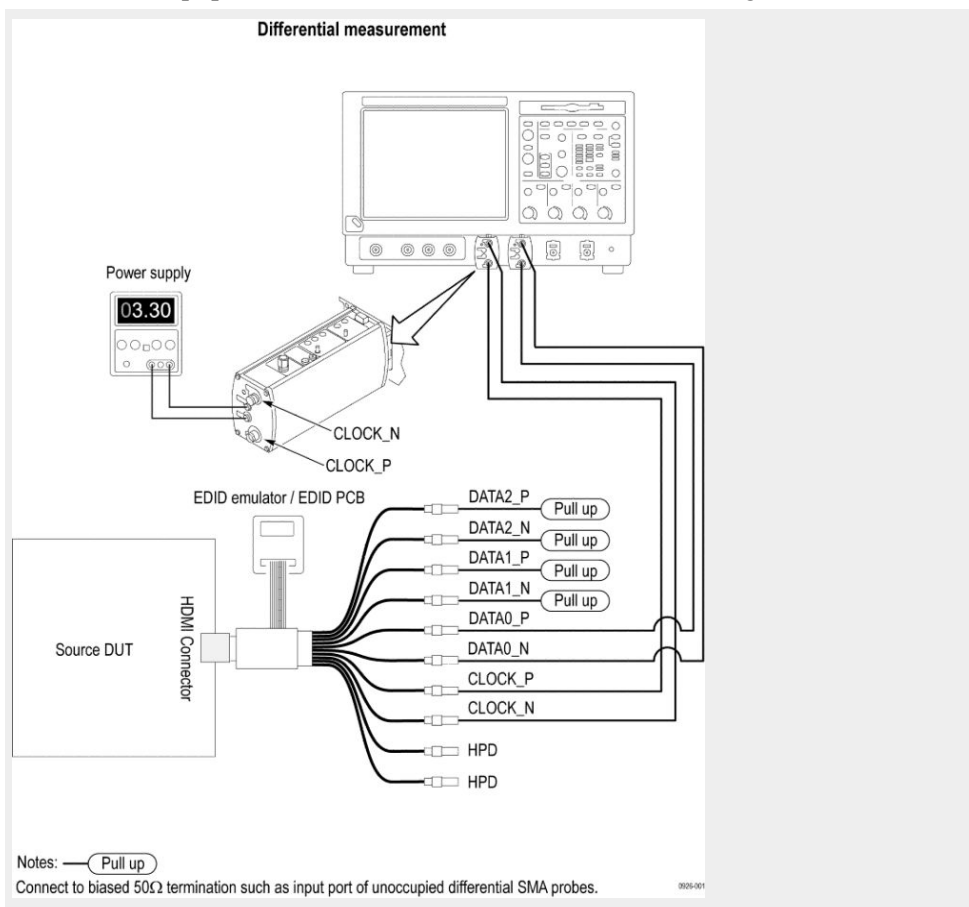 Differential measurement
Power supply
03.30
CLOCK_N
CLOCK_P
EDID emulator / EDID PCB
DATA2_P
Pull up
DATA2_N
Pull up
DATA1_P
Pull up
DATA1_N
Pull up
DATA0_P
DATA0_N
CLOCK_P
CLOCK_N
HPD
HPD
HDMI Connector
Source DUT
Notes: Pull up
Connect to biased 50Ω termination such as input port of unoccupied differential SMA probes.
0926-001